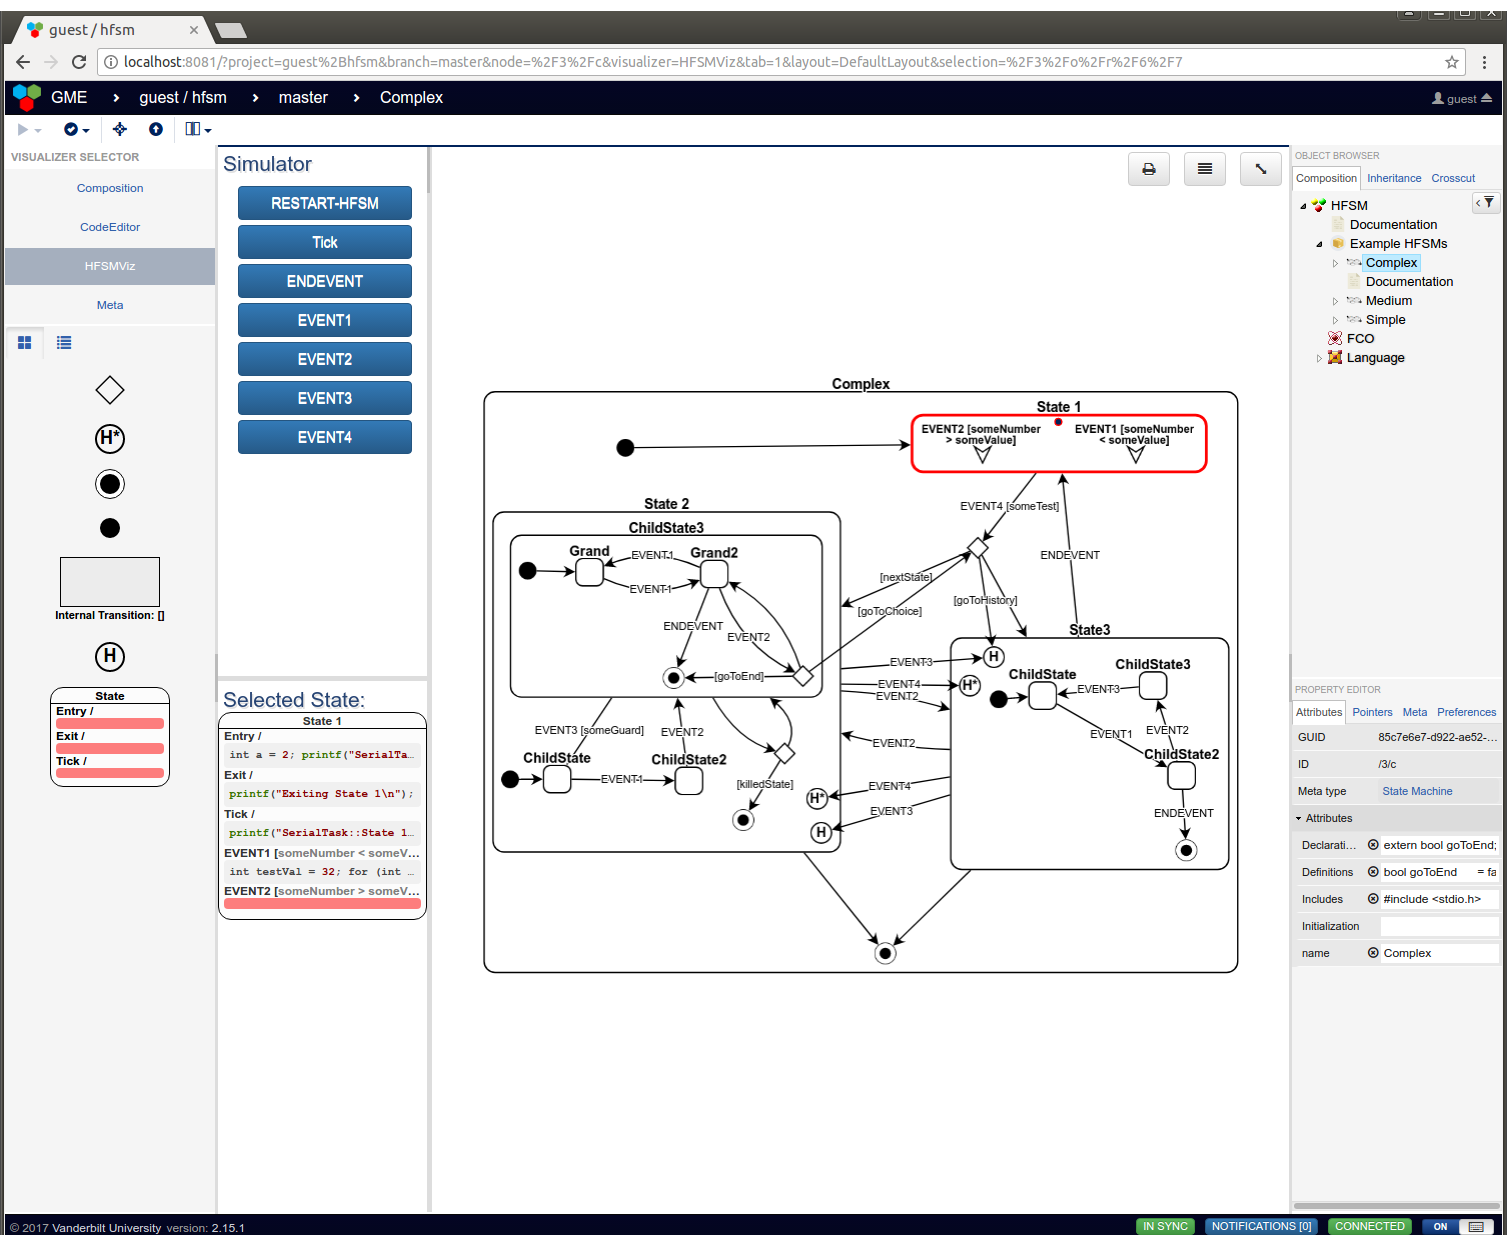 guest / hfsm
localhost:8081/?project=guest%2Bhfsm&branch=master&node=%2F3%2Fc&visualizer=HFSMViz&tab=1&layout=DefaultLayout&selection=%2F3%2Fo%2Fr%2F6%2F7
GME › guest / hfsm › master › Complex
guest
VISUALIZER SELECTOR
Composition
CodeEditor
HFSMViz
Meta
H*
Internal Transition: []
H
State
Entry /
Exit /
Tick /
Simulator
RESTART-HFSM
Tick
ENDEVENT
EVENT1
EVENT2
EVENT3
EVENT4
Selected State:
State 1
Entry /
int a = 2; printf("SerialTa...
Exit /
printf("Exiting State 1\n");
Tick /
printf("SerialTask::State 1...
EVENT1 [someNumber < someV...
int testVal = 32; for (int ...
EVENT2 [someNumber > someV...
Complex
State 1
EVENT2 [someNumber
> someValue]
EVENT1 [someNumber
< someValue]
EVENT4 [someTest]
ENDEVENT
[nextState]
[goToChoice]
[goToHistory]
State 2
ChildState3
Grand
EVENT1
Grand2
EVENT1
ENDEVENT
EVENT2
[goToEnd]
EVENT3 [someGuard]
EVENT2
ChildState
EVENT1
ChildState2
[killedState]
H*
H
EVENT3
EVENT4
EVENT2
EVENT2
EVENT4
EVENT3
State3
H
H*
ChildState
ChildState3
EVENT3
EVENT1
EVENT2
ChildState2
ENDEVENT
OBJECT BROWSER
Composition Inheritance Crosscut
HFSM
Documentation
Example HFSMs
Complex
Documentation
Medium
Simple
FCO
Language
PROPERTY EDITOR
Attributes Pointers Meta Preferences
GUID 85c7e6e7-d922-ae52-...
ID /3/c
Meta type State Machine
Attributes
Declarati... extern bool goToEnd;
Definitions bool goToEnd = fa
Includes #include <stdio.h>
Initialization
name Complex
© 2017 Vanderbilt University version: 2.15.1
IN SYNC NOTIFICATIONS [0] CONNECTED ON